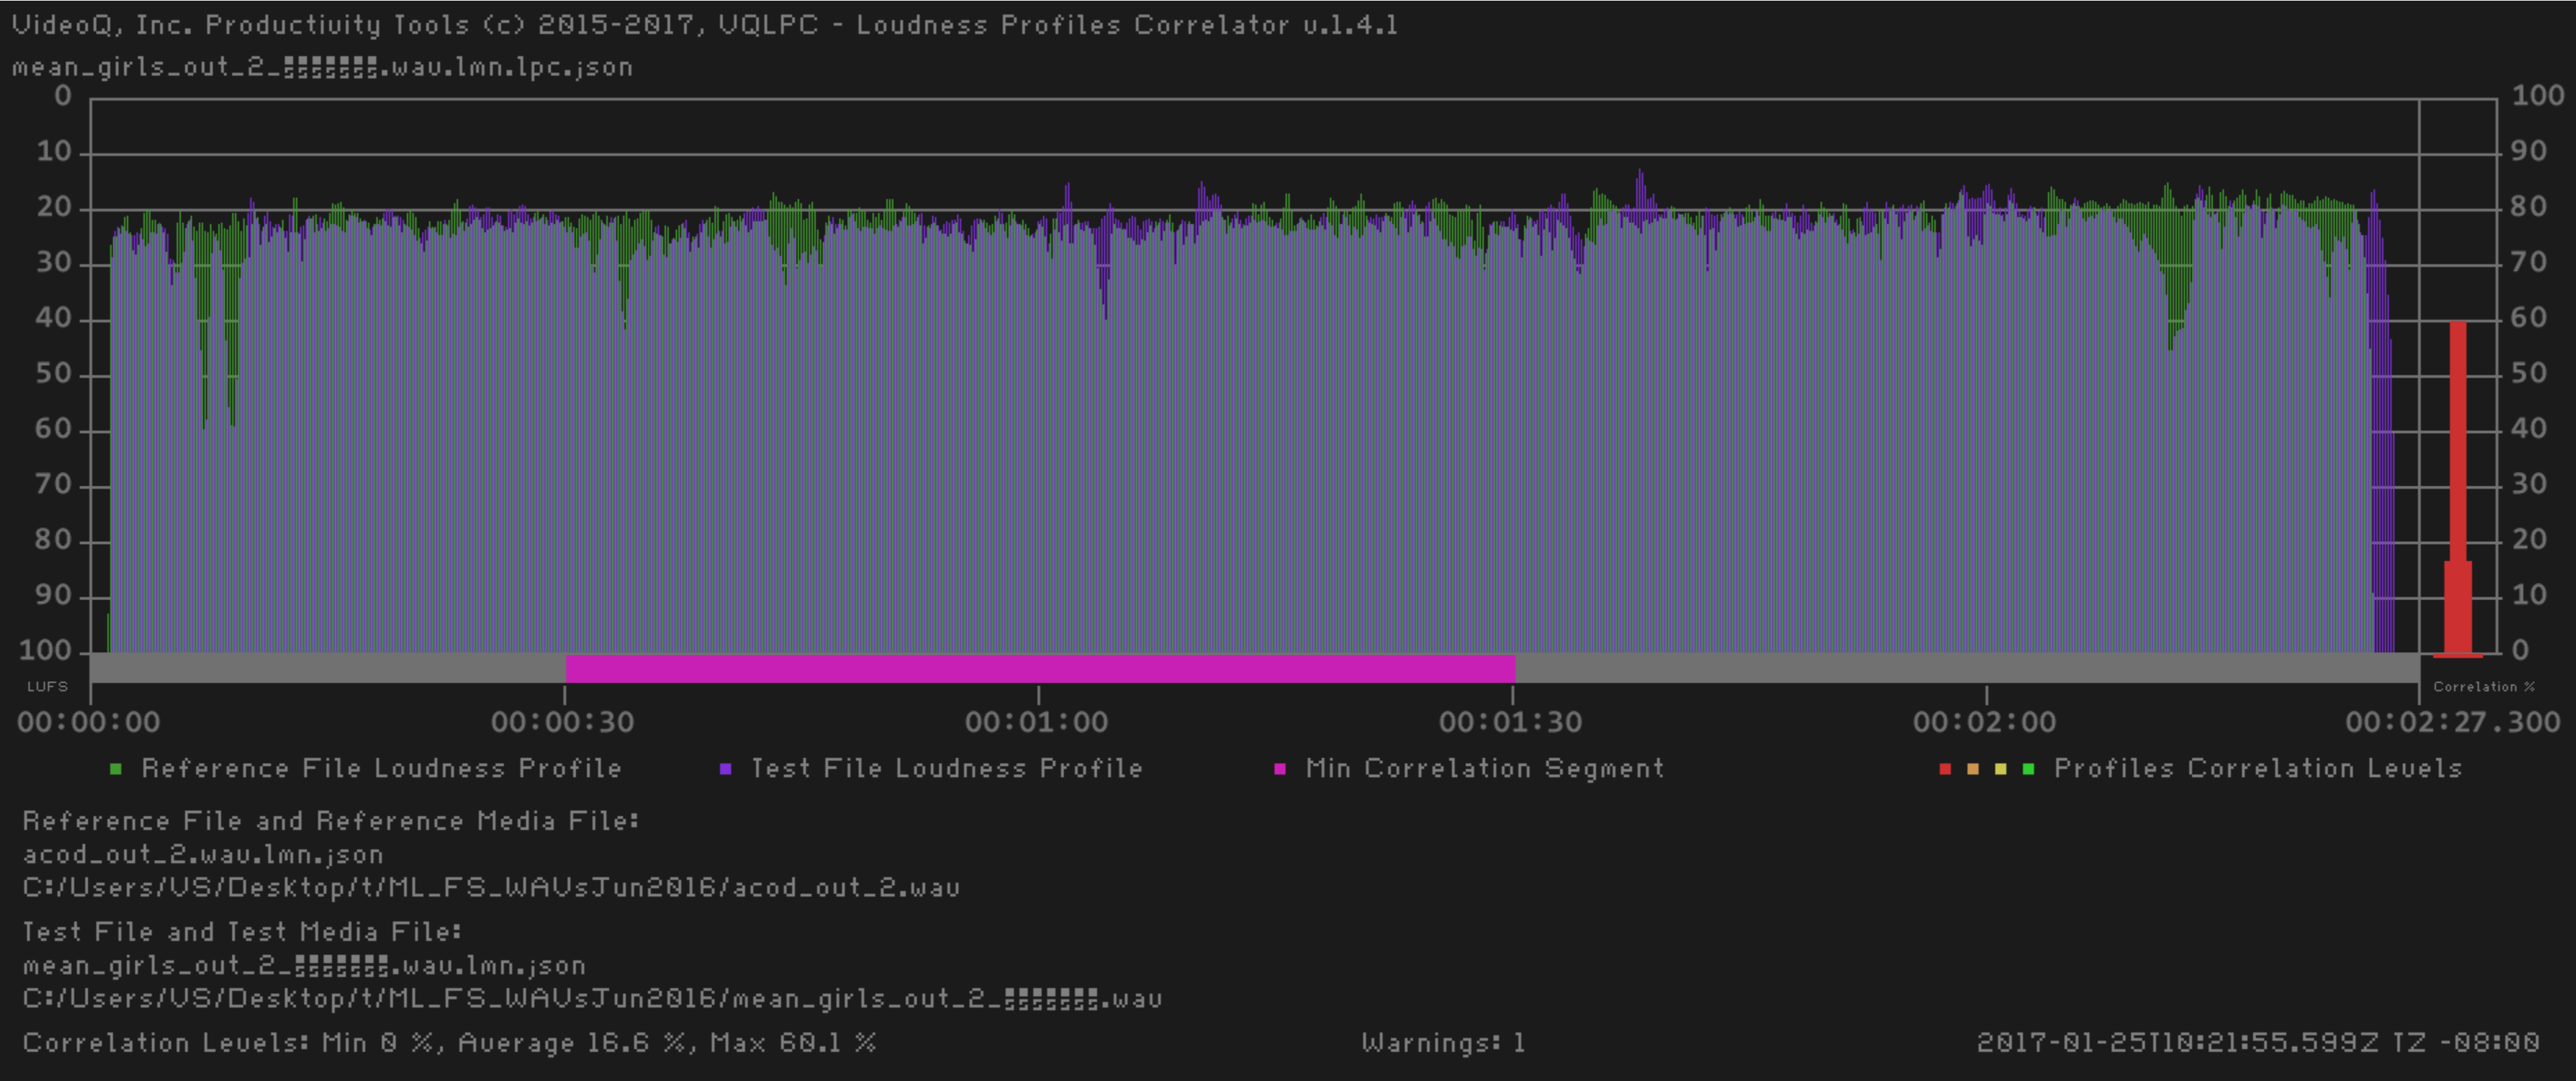 VideoQ, Inc. Productivity Tools (c) 2015-2017, VQLPC - Loudness Profiles Correlator v.1.4.1
mean_girls_out_2_.wav.lmn.lpc.json
0 100
10 90
20 80
30 70
40 60
50 50
60 40
70 30
80 20
90 10
100 0
LUFS Correlation %
00:00:00 00:00:30 00:01:00 00:01:30 00:02:00 00:02:27.300
Reference File Loudness Profile Test File Loudness Profile Min Correlation Segment Profiles Correlation Levels
Reference File and Reference Media File:
acod_out_2.wav.lmn.json
C:/Users/VS/Desktop/t/ML_FS_WAVsJun2016/acod_out_2.wav
Test File and Test Media File:
mean_girls_out_2_.wav.lmn.json
C:/Users/VS/Desktop/t/ML_FS_WAVsJun2016/mean_girls_out_2_.wav
Correlation Levels: Min 0 %, Average 16.6 %, Max 60.1 % Warnings: 1 2017-01-25T10:21:55.599Z TZ -08:00